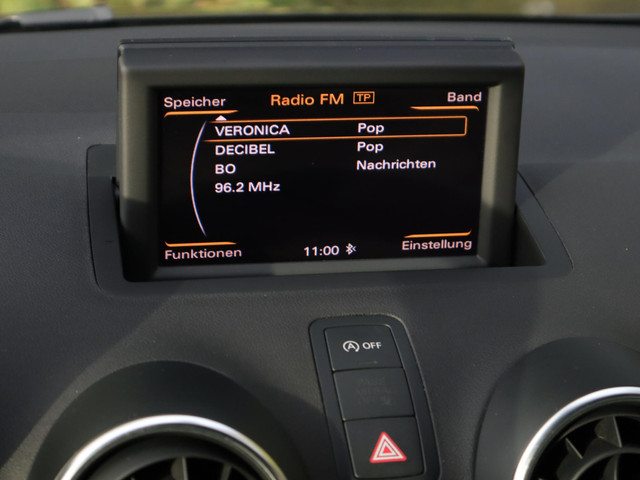 Speicher Radio FM TP Band
VERONICA Pop
DECIBEL Pop
BO Nachrichten
96.2 MHz
Funktionen 11:00 Einstellung
A OFF